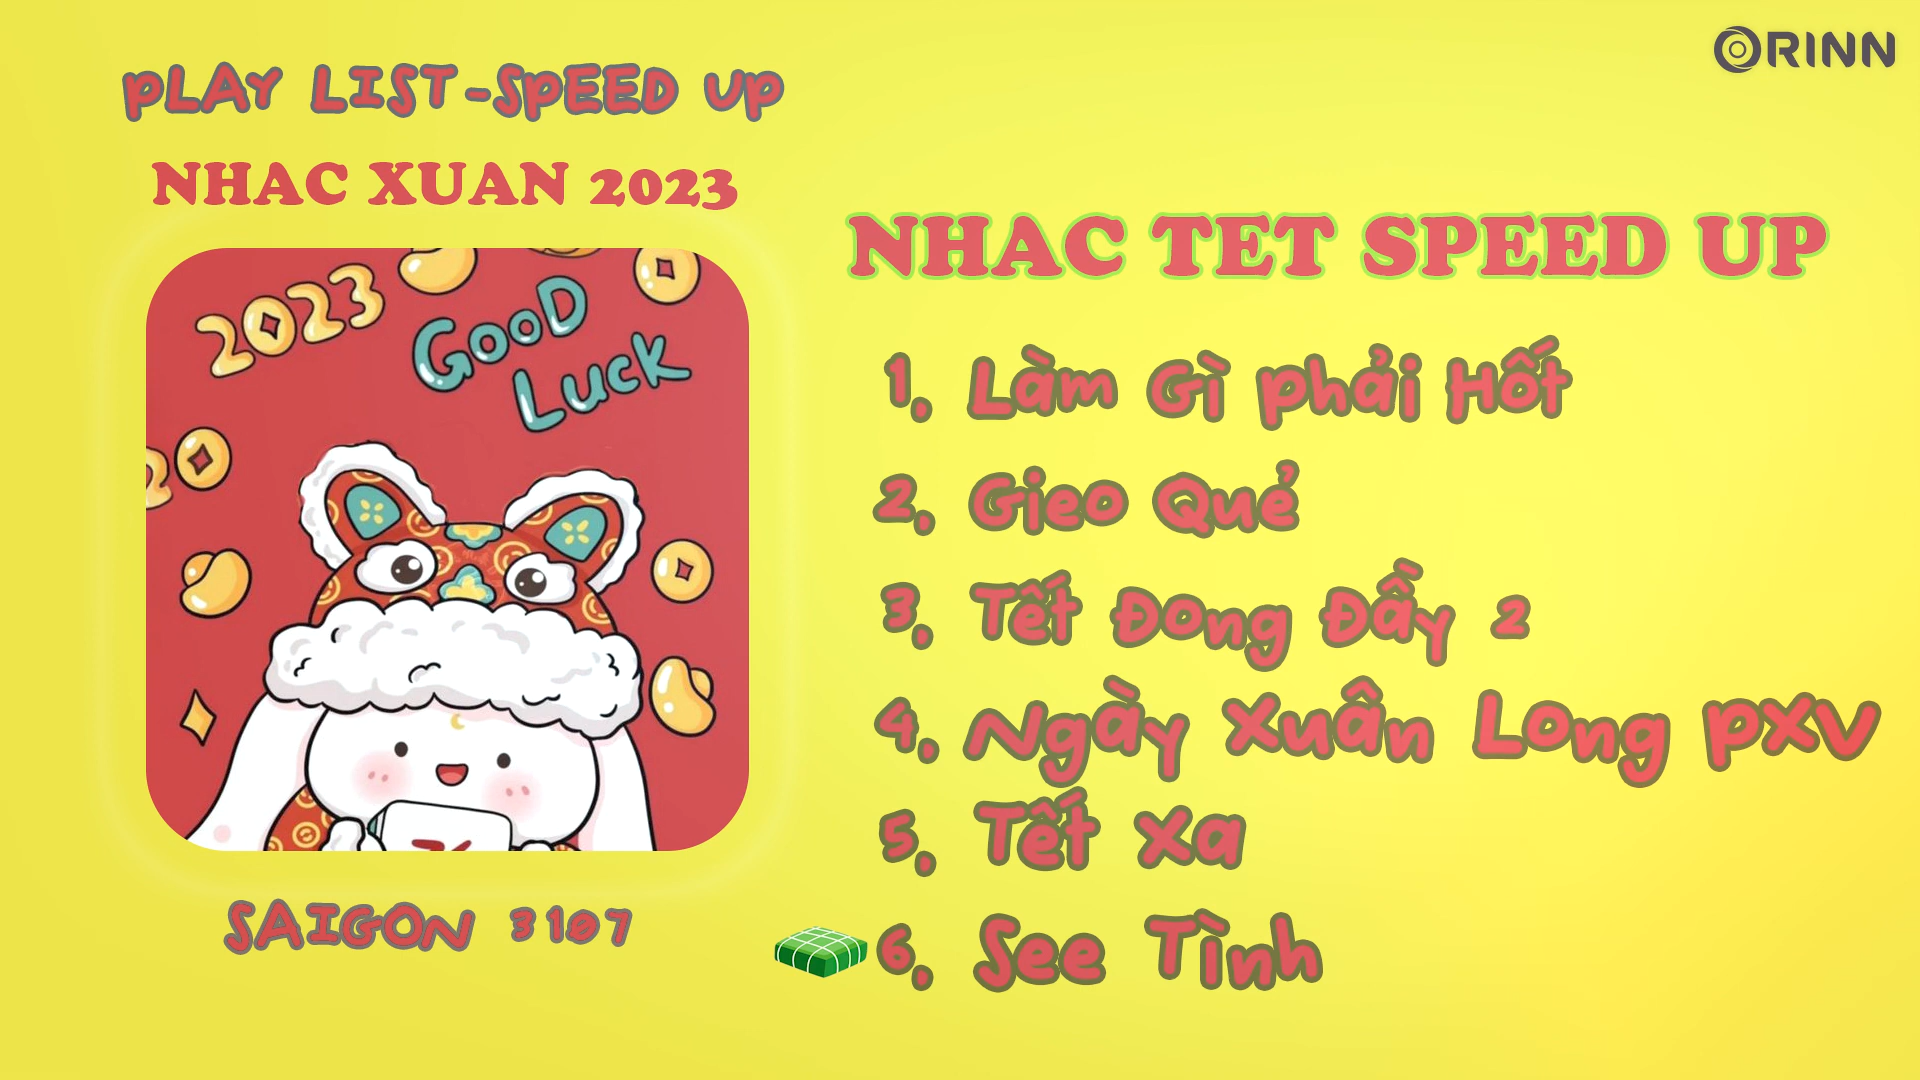 ORINN
PLAY LIST-SPEED UP
NHAC XUAN 2023
2023
GOOD
LUCK
SAIGON 3107
NHAC TET SPEED UP
1. Làm Gì Phải Hốt
2. Gieo Quẻ
3. Tết Đong Đầy 2
4. Ngày Xuân Long PXV
5. Tết Xa
6. See Tình